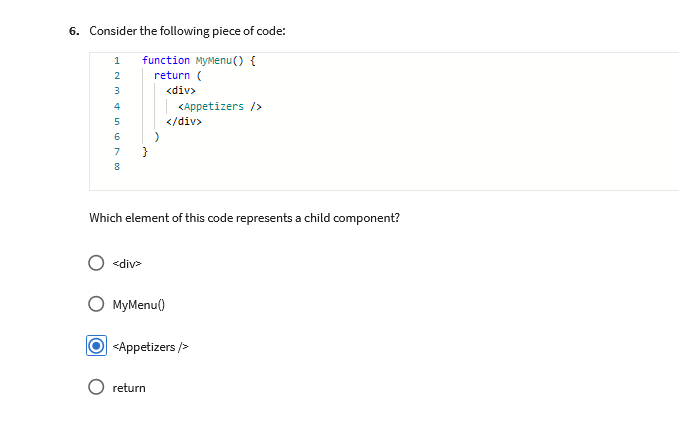 6. Consider the following piece of code:
1 function MyMenu() {
2 return (
3 <div>
4 <Appetizers />
5 </div>
6 )
7 }
8
Which element of this code represents a child component?
<div>
MyMenu()
<Appetizers />
return